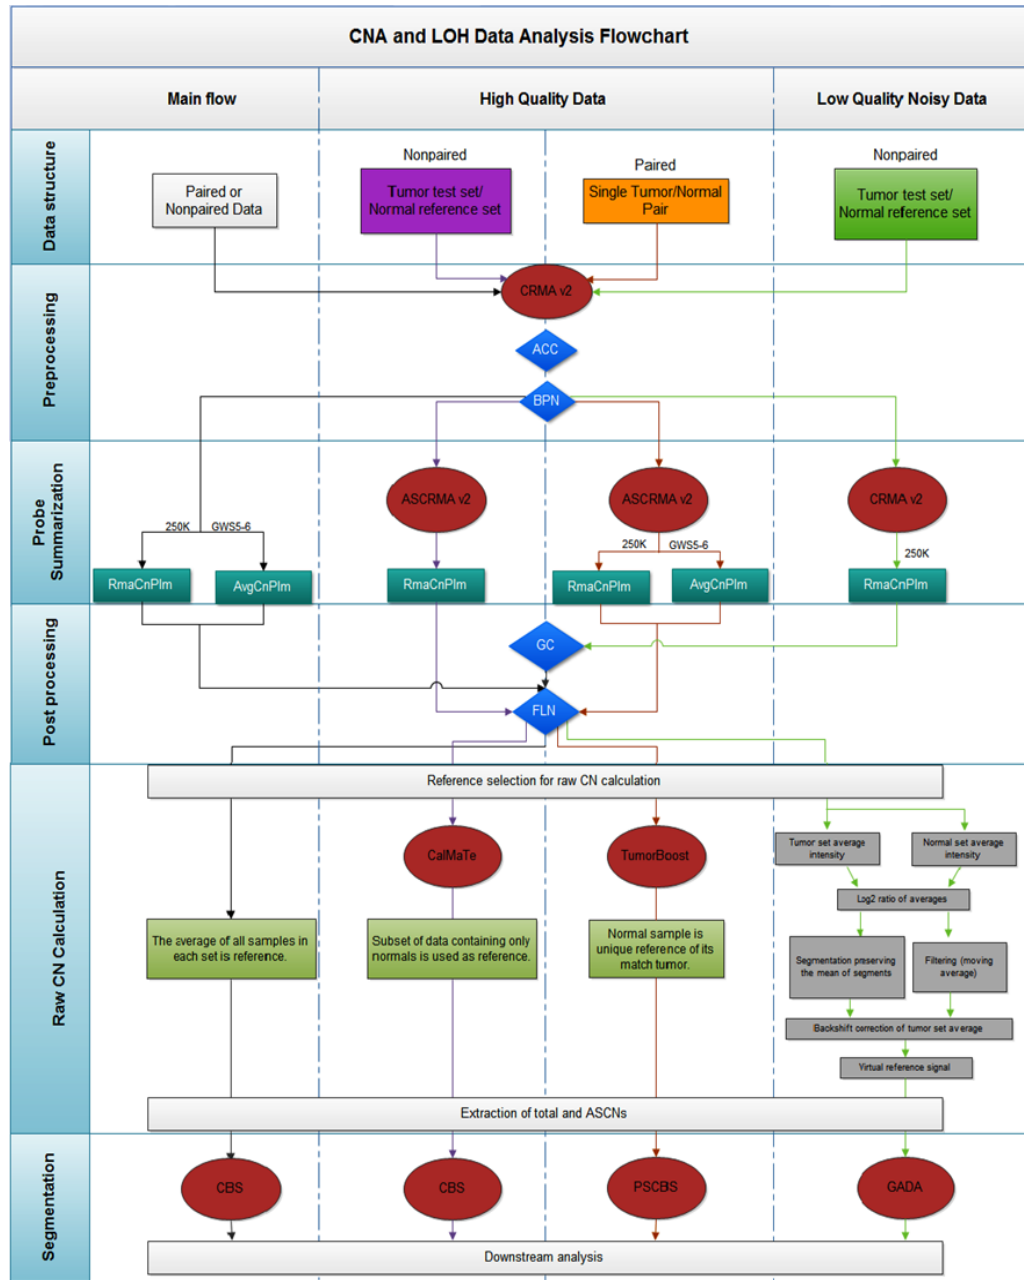 CNA and LOH Data Analysis Flowchart
Main flow
High Quality Data
Low Quality Noisy Data
Data structure
Paired or
Nonpaired Data
Nonpaired
Tumor test set/
Normal reference set
Paired
Single Tumor/Normal
Pair
Nonpaired
Tumor test set/
Normal reference set
Preprocessing
CRMA v2
ACC
BPN
Probe
Summarization
ASCRMA v2
ASCRMA v2
CRMA v2
250K
GWS5-6
250K
GWS5-6
250K
RmaCnPlm
AvgCnPlm
RmaCnPlm
RmaCnPlm
AvgCnPlm
RmaCnPlm
Post processing
GC
FLN
Raw CN Calculation
Reference selection for raw CN calculation
CalMaTe
TumorBoost
Tumor set average
intensity
Normal set average
intensity
Log2 ratio of averages
The average of all samples in
each set is reference.
Subset of data containing only
normals is used as reference.
Normal sample is
unique reference of its
match tumor.
Segmentation preserving
the mean of segments
Filtering (moving
average)
Backshift correction of tumor set average
Virtual reference signal
Extraction of total and ASCNs
Segmentation
CBS
CBS
PSCBS
GADA
Downstream analysis